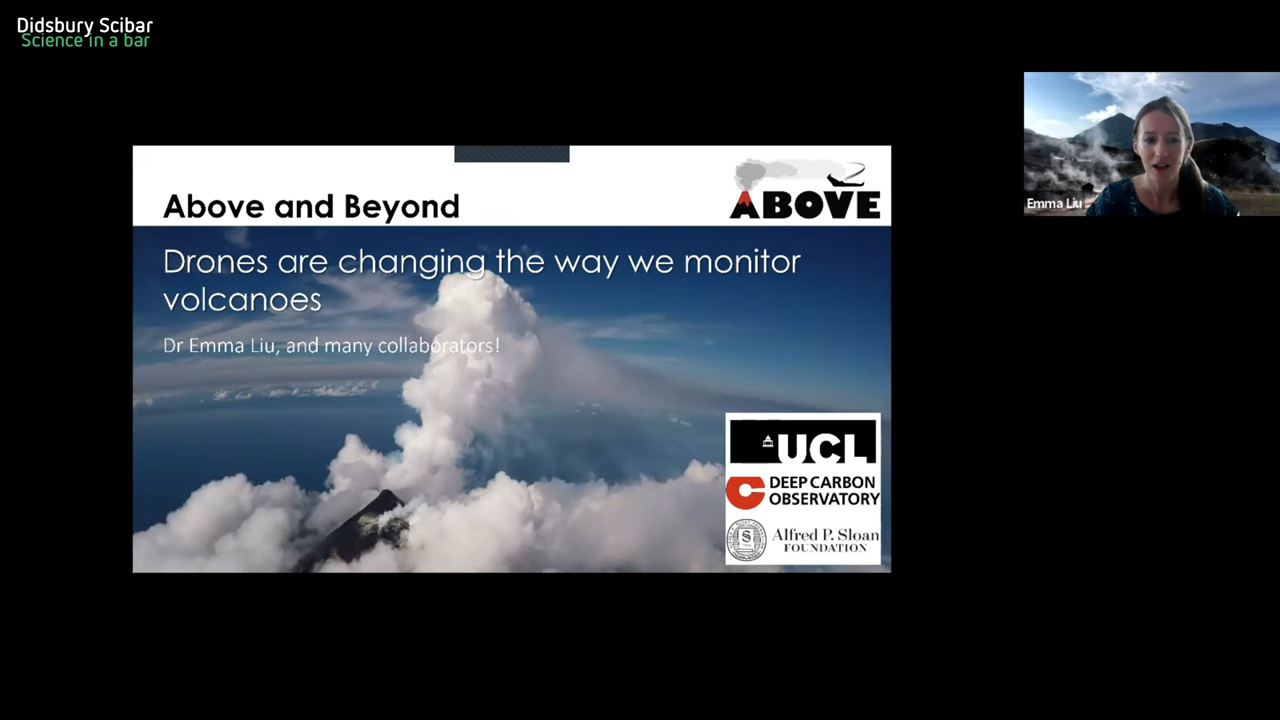 Didsbury Scibar
Science in a bar
Emma Liu
Above and Beyond
ABOVE
Drones are changing the way we monitor
volcanoes
Dr Emma Liu, and many collaborators!
UCL
DEEP CARBON
OBSERVATORY
Alfred P. Sloan
FOUNDATION